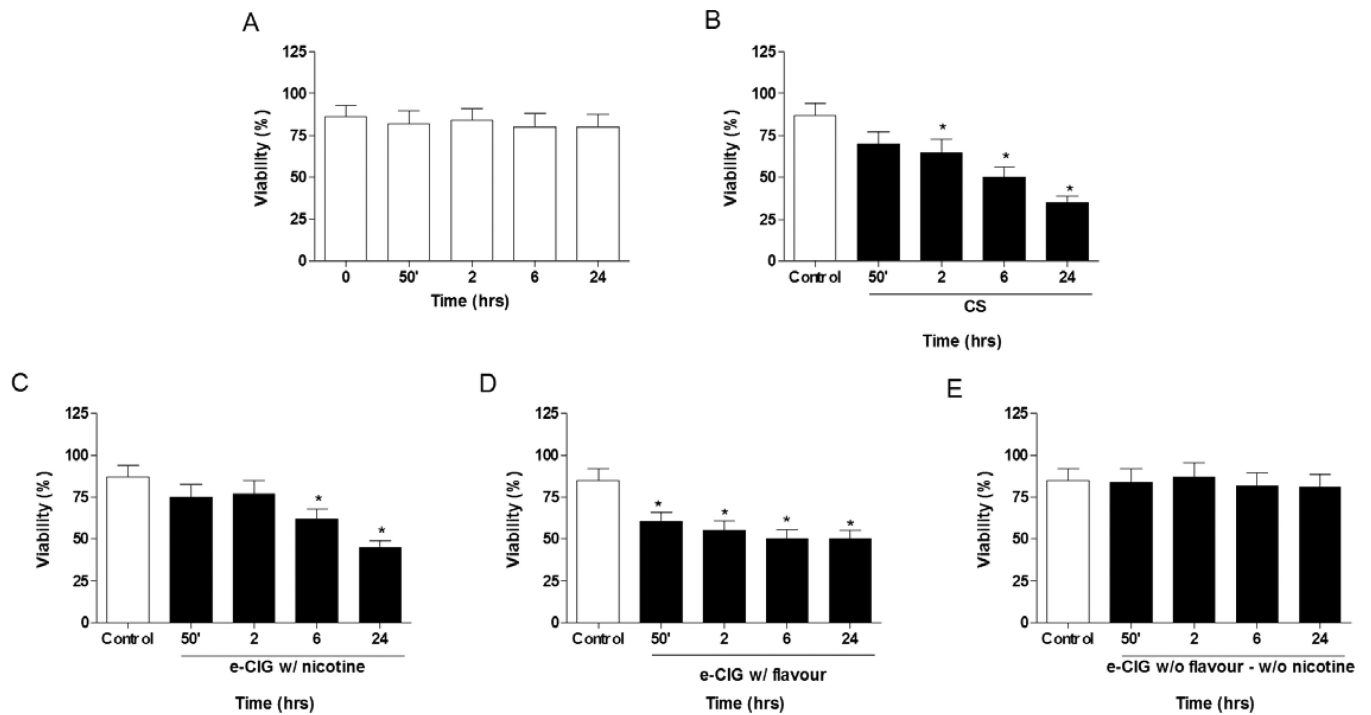 A
125
100
75
50
25
0
Viability (%)
0 50' 2 6 24
Time (hrs)
B
125
100
75
50
25
0
Viability (%)
* * *
Control 50' 2 6 24
CS
Time (hrs)
C
125
100
75
50
25
0
Viability (%)
* *
Control 50' 2 6 24
e-CIG w/ nicotine
Time (hrs)
D
125
100
75
50
25
0
Viability (%)
* * * *
Control 50' 2 6 24
e-CIG w/ flavour
Time (hrs)
E
125
100
75
50
25
0
Viability (%)
Control 50' 2 6 24
e-CIG w/o flavour - w/o nicotine
Time (hrs)